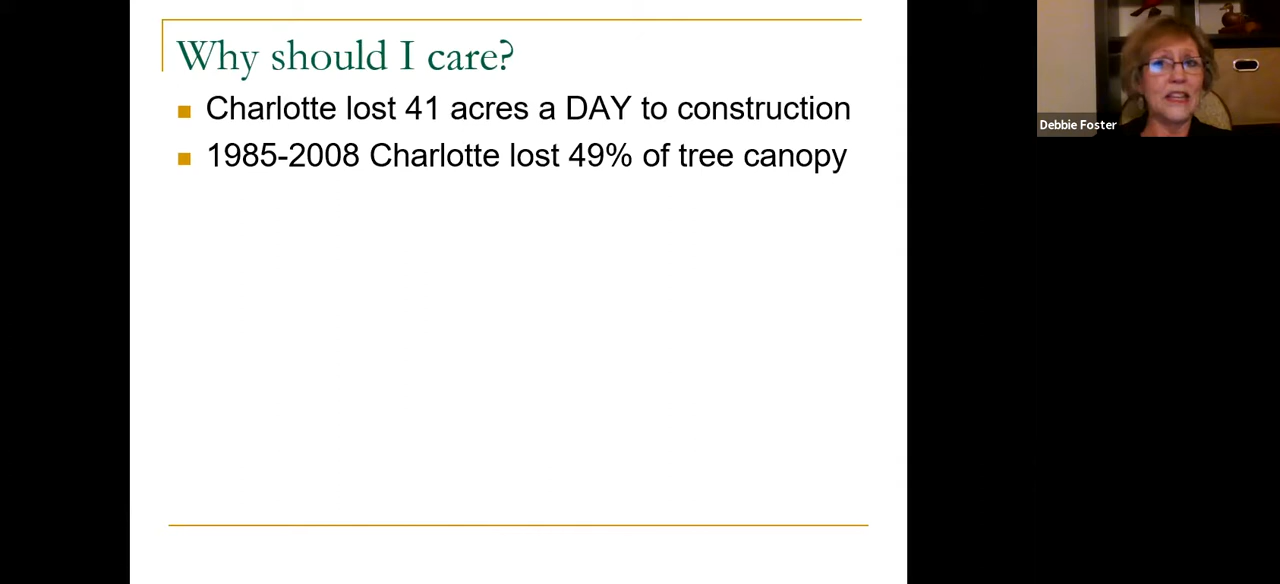 Why should I care?
Charlotte lost 41 acres a DAY to construction
1985-2008 Charlotte lost 49% of tree canopy
Debbie Foster